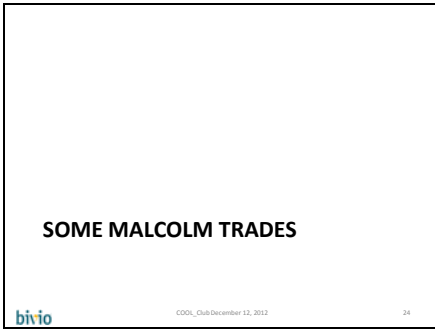 SOME MALCOLM TRADES
bivio
COOL_Club December 12, 2012
24